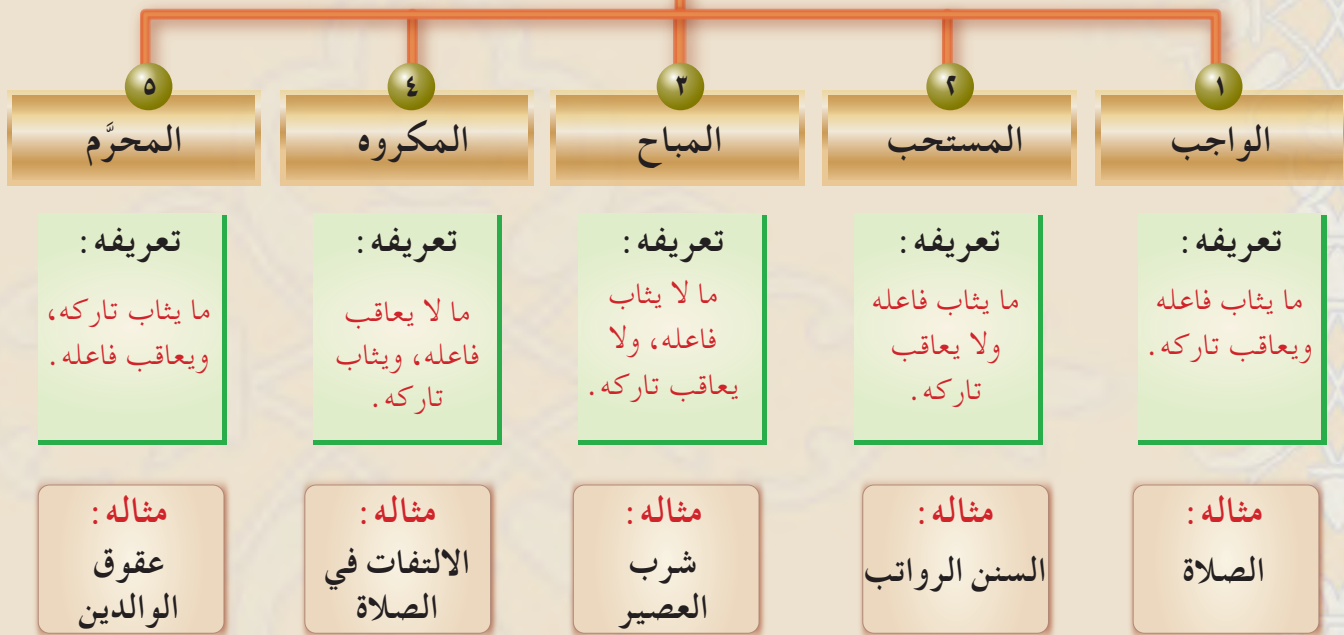 ١
الواجب
تعريفه:
ما يثاب فاعله
ويعاقب تاركه.
مثاله:
الصلاة
٢
المستحب
تعريفه:
ما يثاب فاعله
ولا يعاقب
تاركه.
مثاله:
السنن الرواتب
٣
المباح
تعريفه:
ما لا يثاب
فاعله، ولا
يعاقب تاركه.
مثاله:
شرب
العصير
٤
المكروه
تعريفه:
ما لا يعاقب
فاعله، ويثاب
تاركه.
مثاله:
الالتفات في
الصلاة
٥
المحرَّم
تعريفه:
ما يثاب تاركه،
ويعاقب فاعله.
مثاله:
عقوق
الوالدين